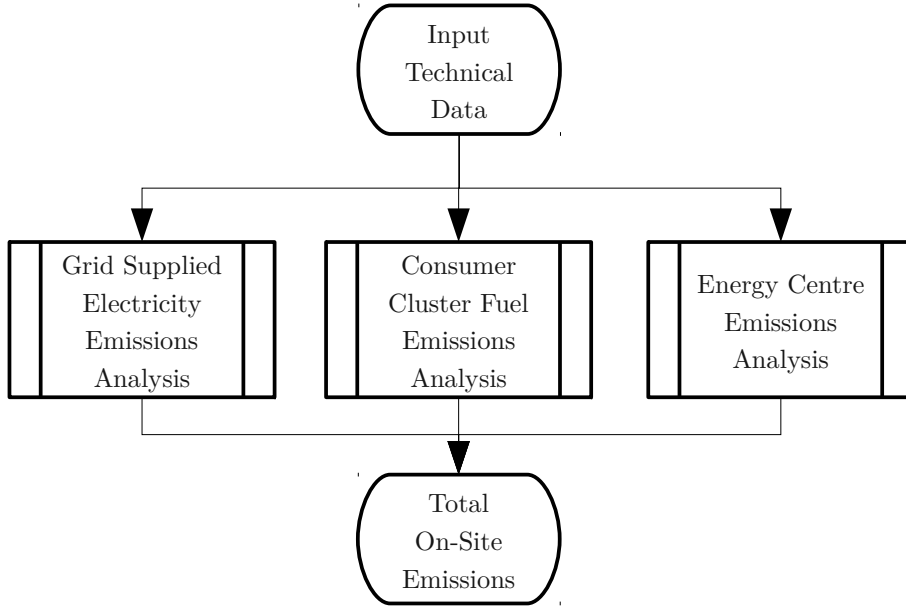 Input
Technical
Data
Grid Supplied
Electricity
Emissions
Analysis
Consumer
Cluster Fuel
Emissions
Analysis
Energy Centre
Emissions
Analysis
Total
On-Site
Emissions